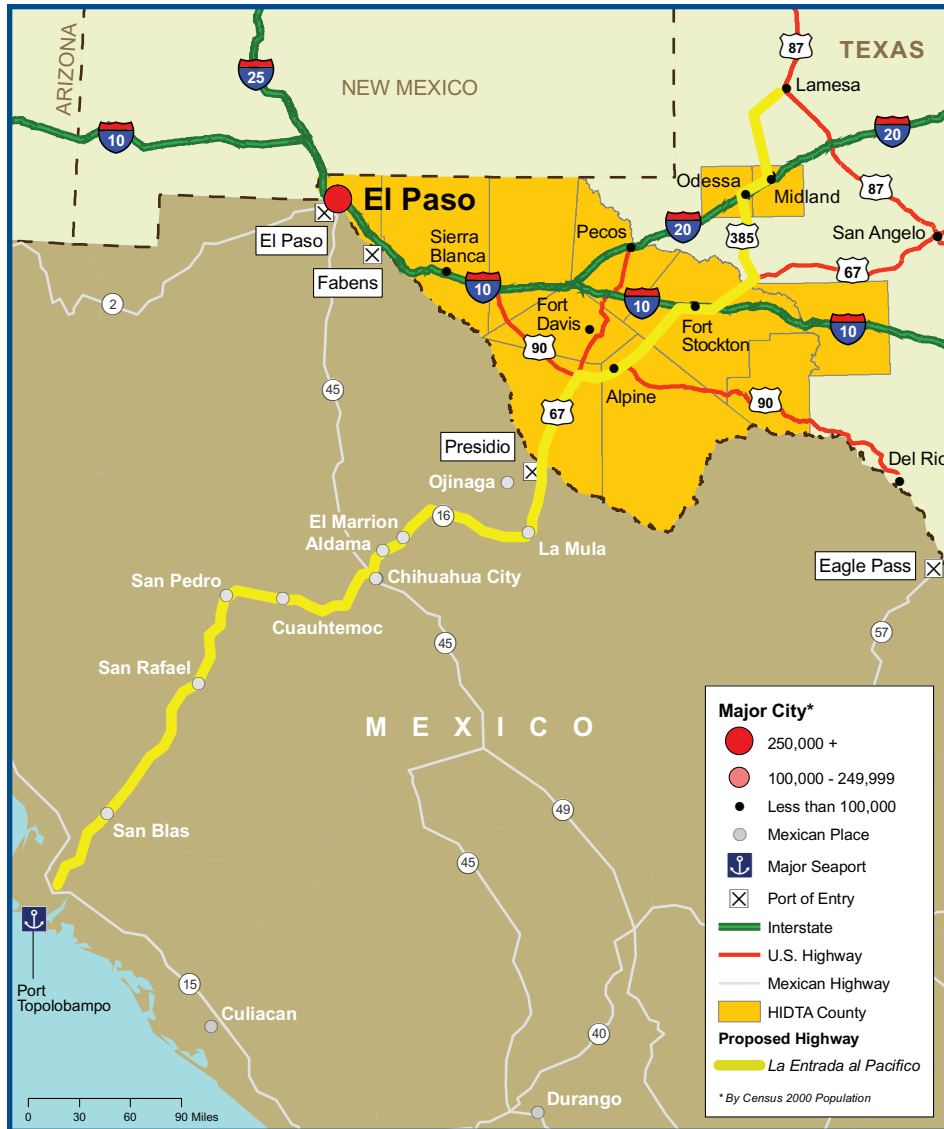 ARIZONA
NEW MEXICO
TEXAS
25
10
87
Lamesa
20
Odessa
Midland
87
El Paso
El Paso
Fabens
Sierra
Blanca
10
Pecos
20
385
San Angelo
67
2
Fort
Davis
10
Fort
Stockton
10
90
45
Alpine
67
90
Presidio
Del Rio
Ojinaga
16
El Marrion
Aldama
La Mula
Chihuahua City
Eagle Pass
San Pedro
Cuauhtemoc
45
57
San Rafael
MEXICO
San Blas
49
45
Port
Topolobampo
15
Culiacan
40
Durango
0 30 60 90 Miles
Major City*
250,000 +
100,000 - 249,999
Less than 100,000
Mexican Place
Major Seaport
Port of Entry
Interstate
U.S. Highway
Mexican Highway
HIDTA County
Proposed Highway
La Entrada al Pacifico
* By Census 2000 Population